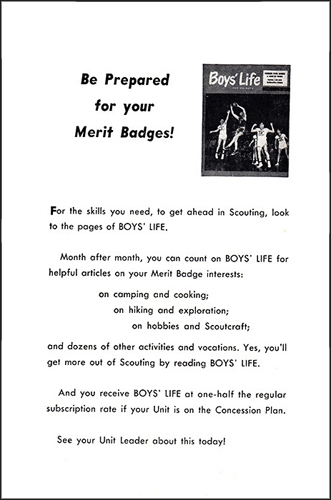 Be Prepared
for your
Merit Badges!
Boys' Life
For the skills you need, to get ahead in Scouting, look
to the pages of BOYS' LIFE.
Month after month, you can count on BOYS' LIFE for
helpful articles on your Merit Badge interests:
on camping and cooking;
on hiking and exploration;
on hobbies and Scoutcraft;
and dozens of other activities and vocations. Yes, you'll
get more out of Scouting by reading BOYS' LIFE.
And you receive BOYS' LIFE at one-half the regular
subscription rate if your Unit is on the Concession Plan.
See your Unit Leader about this today!